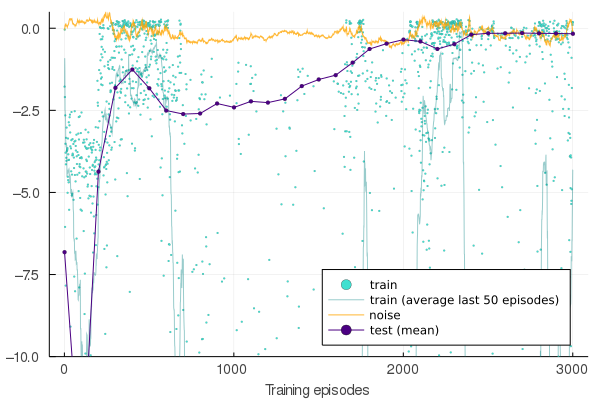 0.0
−2.5
−5.0
−7.5
−10.0
0
1000
2000
3000
Training episodes
train
train (average last 50 episodes)
noise
test (mean)